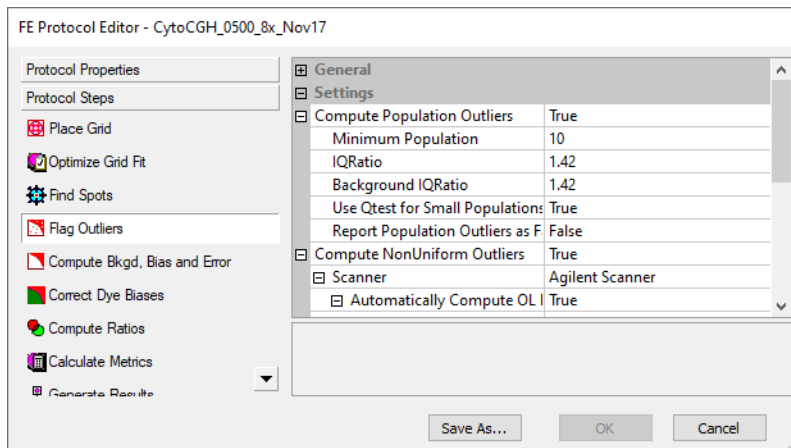 FE Protocol Editor - CytoCGH_0500_8x_Nov17
Protocol Properties
Protocol Steps
Place Grid
Optimize Grid Fit
Find Spots
Flag Outliers
Compute Bkgd, Bias and Error
Correct Dye Biases
Compute Ratios
Calculate Metrics
Generate Results
General
Settings
Compute Population Outliers True
Minimum Population 10
IQRatio 1.42
Background IQRatio 1.42
Use Qtest for Small Populations True
Report Population Outliers as F False
Compute NonUniform Outliers True
Scanner Agilent Scanner
Automatically Compute OL True
Save As...
OK
Cancel